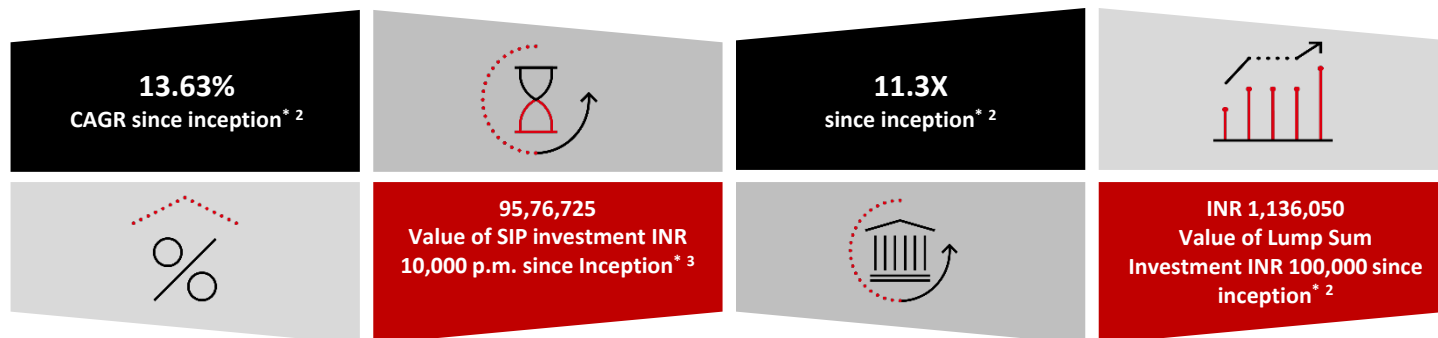 13.63%
CAGR since inception* 2
11.3X
since inception* 2
95,76,725
Value of SIP investment INR
10,000 p.m. since Inception* 3
INR 1,136,050
Value of Lump Sum
Investment INR 100,000 since
inception* 2